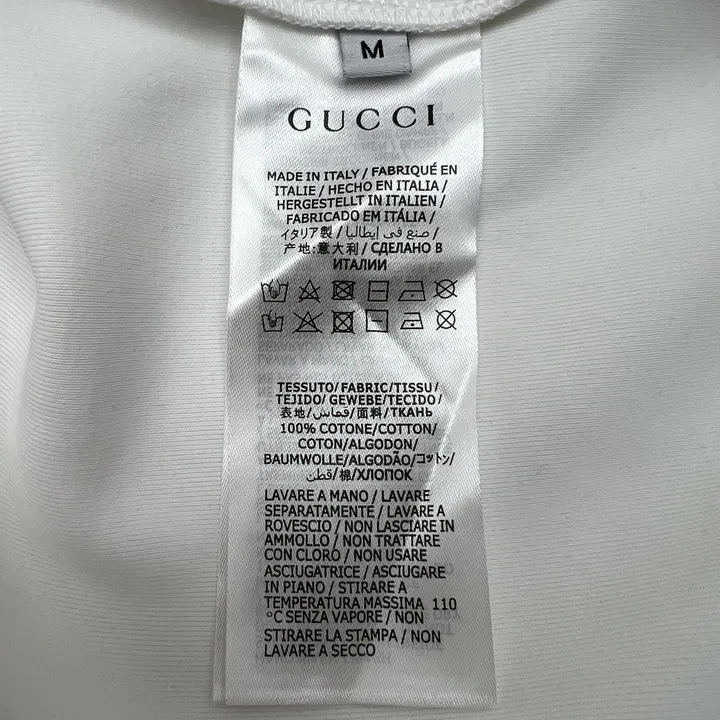 M
GUCCI
MADE IN ITALY / FABRIQUÉ EN
ITALIE / HECHO EN ITALIA /
HERGESTELLT IN ITALIEN /
FABRICADO EM ITÁLIA /
イタリア製 / صنع في إيطاليا /
产地:意大利 / СДЕЛАНО В
ИТАЛИИ
TESSUTO/FABRIC/TISSU/
TEJIDO/ GEWEBE/TECIDO/
表地/قماش/面料/ТКАНЬ
100% COTONE/COTTON/
COTON/ALGODON/
BAUMWOLLE/ALGODÃO/コットン/
قطن/棉/ХЛОПОК
LAVARE A MANO / LAVARE
SEPARATAMENTE / LAVARE A
ROVESCIO / NON LASCIARE IN
AMMOLLO / NON TRATTARE
CON CLORO / NON USARE
ASCIUGATRICE / ASCIUGARE
IN PIANO / STIRARE A
TEMPERATURA MASSIMA 110
°C SENZA VAPORE / NON
STIRARE LA STAMPA / NON
LAVARE A SECCO